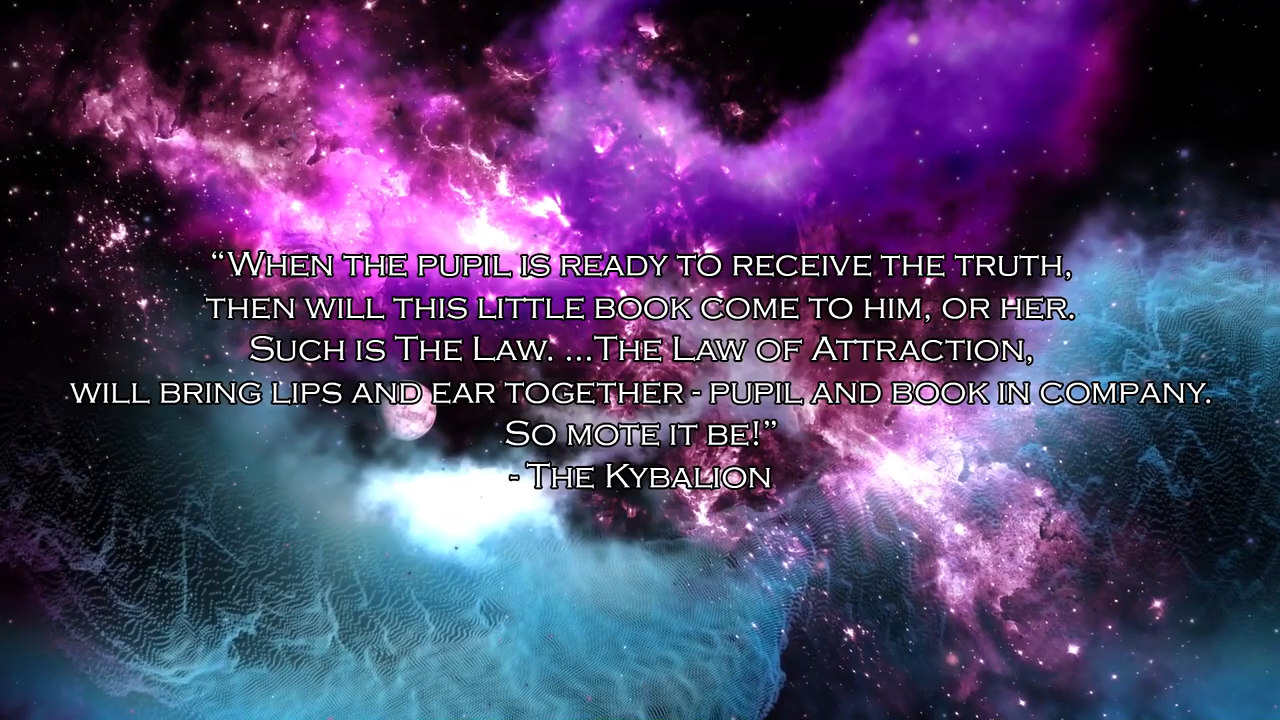 “When the pupil is ready to receive the truth,
then will this little book come to him, or her.
Such is The Law. ...The Law of Attraction,
will bring lips and ear together - pupil and book in company.
So mote it be!”
- The Kybalion